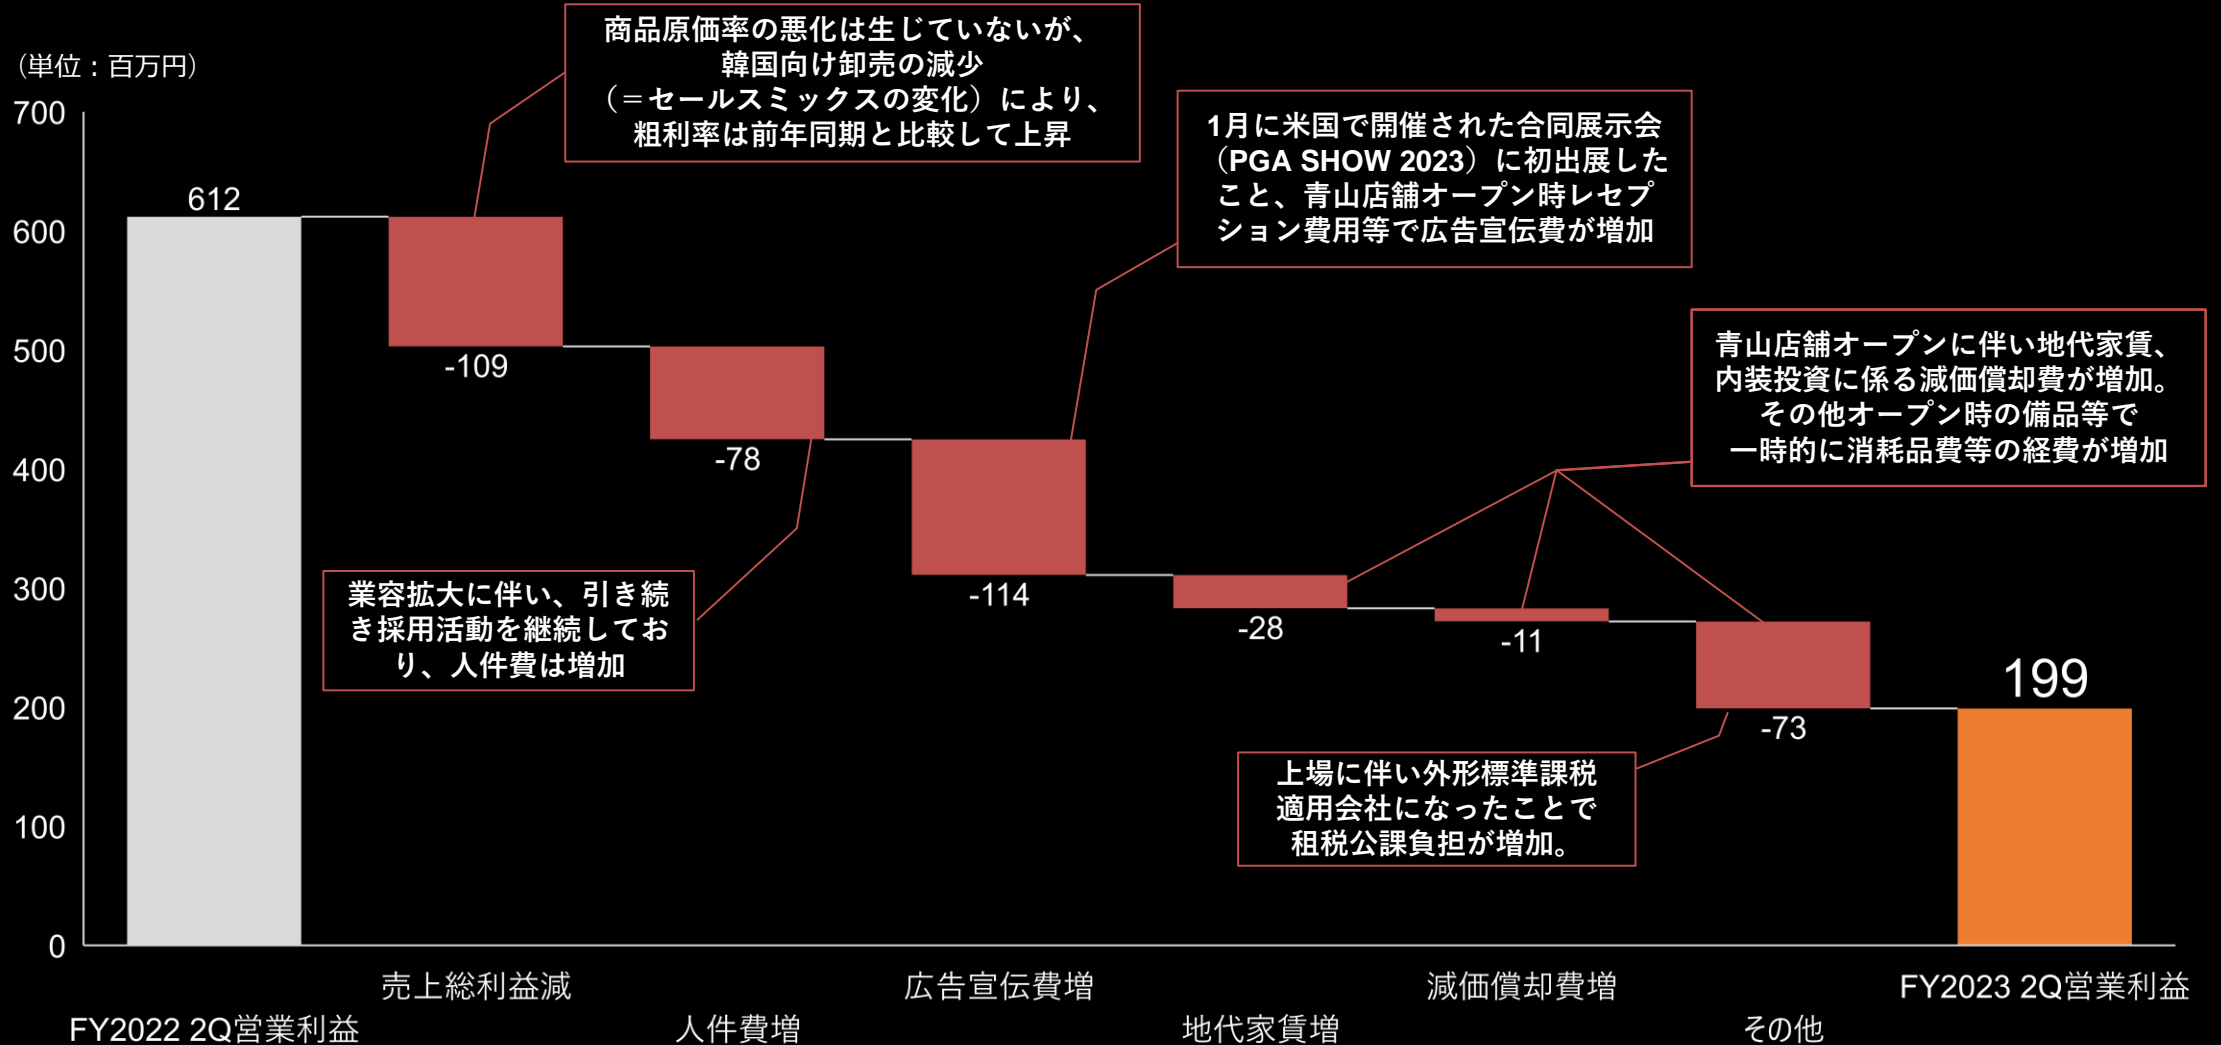 （単位：百万円）
商品原価率の悪化は生じていないが、
韓国向け卸売の減少
（＝セールスミックスの変化）により、
粗利率は前年同期と比較して上昇
1月に米国で開催された合同展示会
（PGA SHOW 2023）に初出展した
こと、青山店舗オープン時レセプ
ション費用等で広告宣伝費が増加
青山店舗オープンに伴い地代家賃、
内装投資に係る減価償却費が増加。
その他オープン時の備品等で
一時的に消耗品費等の経費が増加
業容拡大に伴い、引き続
き採用活動を継続してお
り、人件費は増加
上場に伴い外形標準課税
適用会社になったことで
租税公課負担が増加。
700
600
500
400
300
200
100
0
612
-109
-78
-114
-28
-11
-73
199
FY2022 2Q営業利益
売上総利益減
人件費増
広告宣伝費増
地代家賃増
減価償却費増
その他
FY2023 2Q営業利益